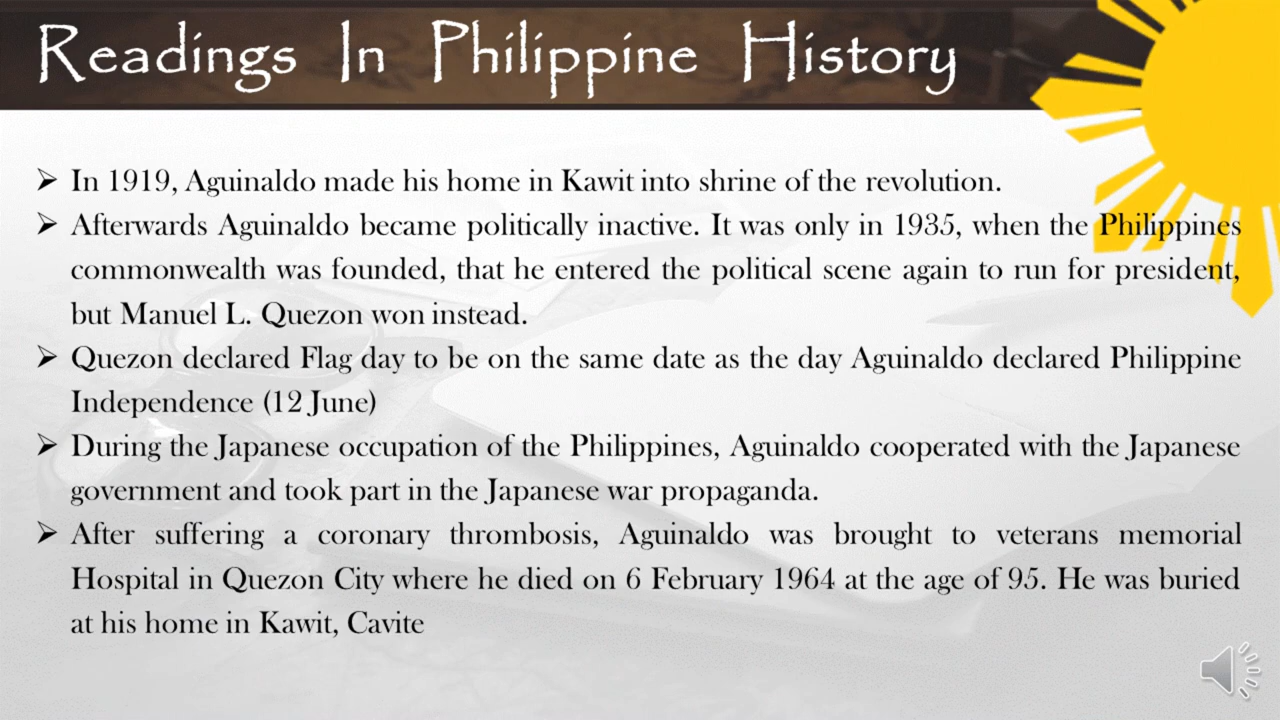 Readings In Philippine History
➢ In 1919, Aguinaldo made his home in Kawit into shrine of the revolution.
➢ Afterwards Aguinaldo became politically inactive. It was only in 1935, when the Philippines
commonwealth was founded, that he entered the political scene again to run for president,
but Manuel L. Quezon won instead.
➢ Quezon declared Flag day to be on the same date as the day Aguinaldo declared Philippine
Independence (12 June)
➢ During the Japanese occupation of the Philippines, Aguinaldo cooperated with the Japanese
government and took part in the Japanese war propaganda.
➢ After suffering a coronary thrombosis, Aguinaldo was brought to veterans memorial
Hospital in Quezon City where he died on 6 February 1964 at the age of 95. He was buried
at his home in Kawit, Cavite